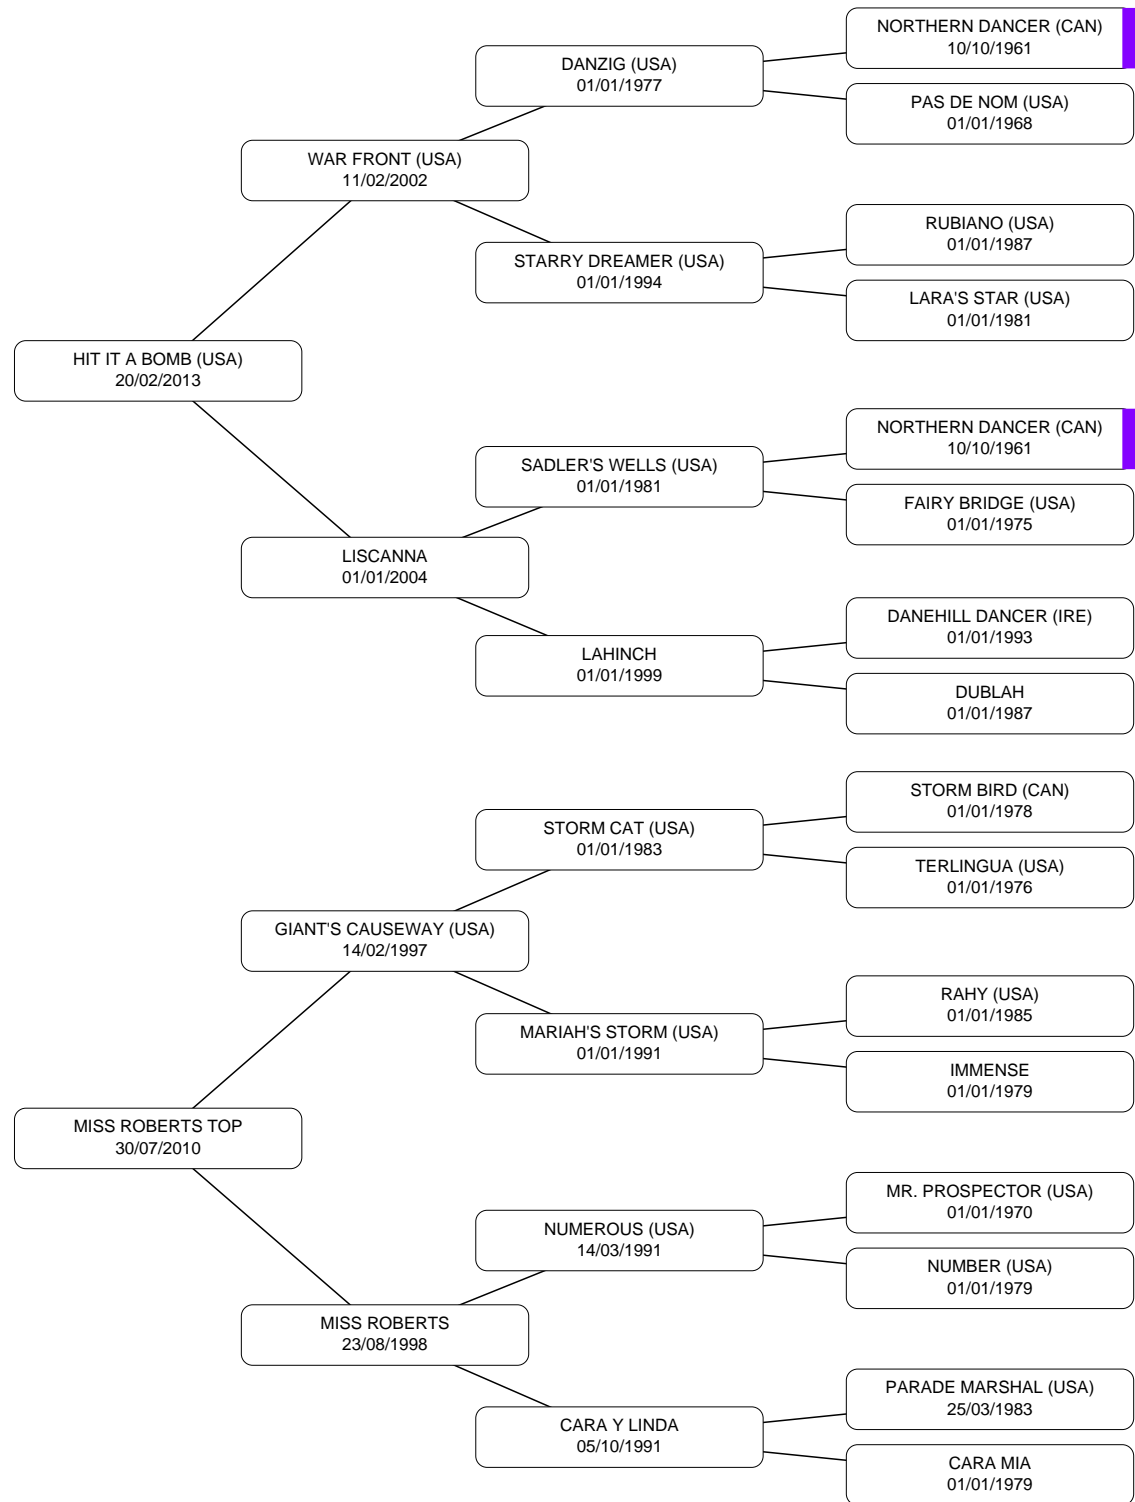 NORTHERN DANCER (CAN)
10/10/1961
DANZIG (USA)
01/01/1977
PAS DE NOM (USA)
01/01/1968
WAR FRONT (USA)
11/02/2002
RUBIANO (USA)
01/01/1987
STARRY DREAMER (USA)
01/01/1994
LARA'S STAR (USA)
01/01/1981
HIT IT A BOMB (USA)
20/02/2013
NORTHERN DANCER (CAN)
10/10/1961
SADLER'S WELLS (USA)
01/01/1981
FAIRY BRIDGE (USA)
01/01/1975
LISCANNA
01/01/2004
DANEHILL DANCER (IRE)
01/01/1993
LAHINCH
01/01/1999
DUBLAH
01/01/1987
STORM BIRD (CAN)
01/01/1978
STORM CAT (USA)
01/01/1983
TERLINGUA (USA)
01/01/1976
GIANT'S CAUSEWAY (USA)
14/02/1997
RAHY (USA)
01/01/1985
MARIAH'S STORM (USA)
01/01/1991
IMMENSE
01/01/1979
MISS ROBERTS TOP
30/07/2010
MR. PROSPECTOR (USA)
01/01/1970
NUMEROUS (USA)
14/03/1991
NUMBER (USA)
01/01/1979
MISS ROBERTS
23/08/1998
PARADE MARSHAL (USA)
25/03/1983
CARA Y LINDA
05/10/1991
CARA MIA
01/01/1979